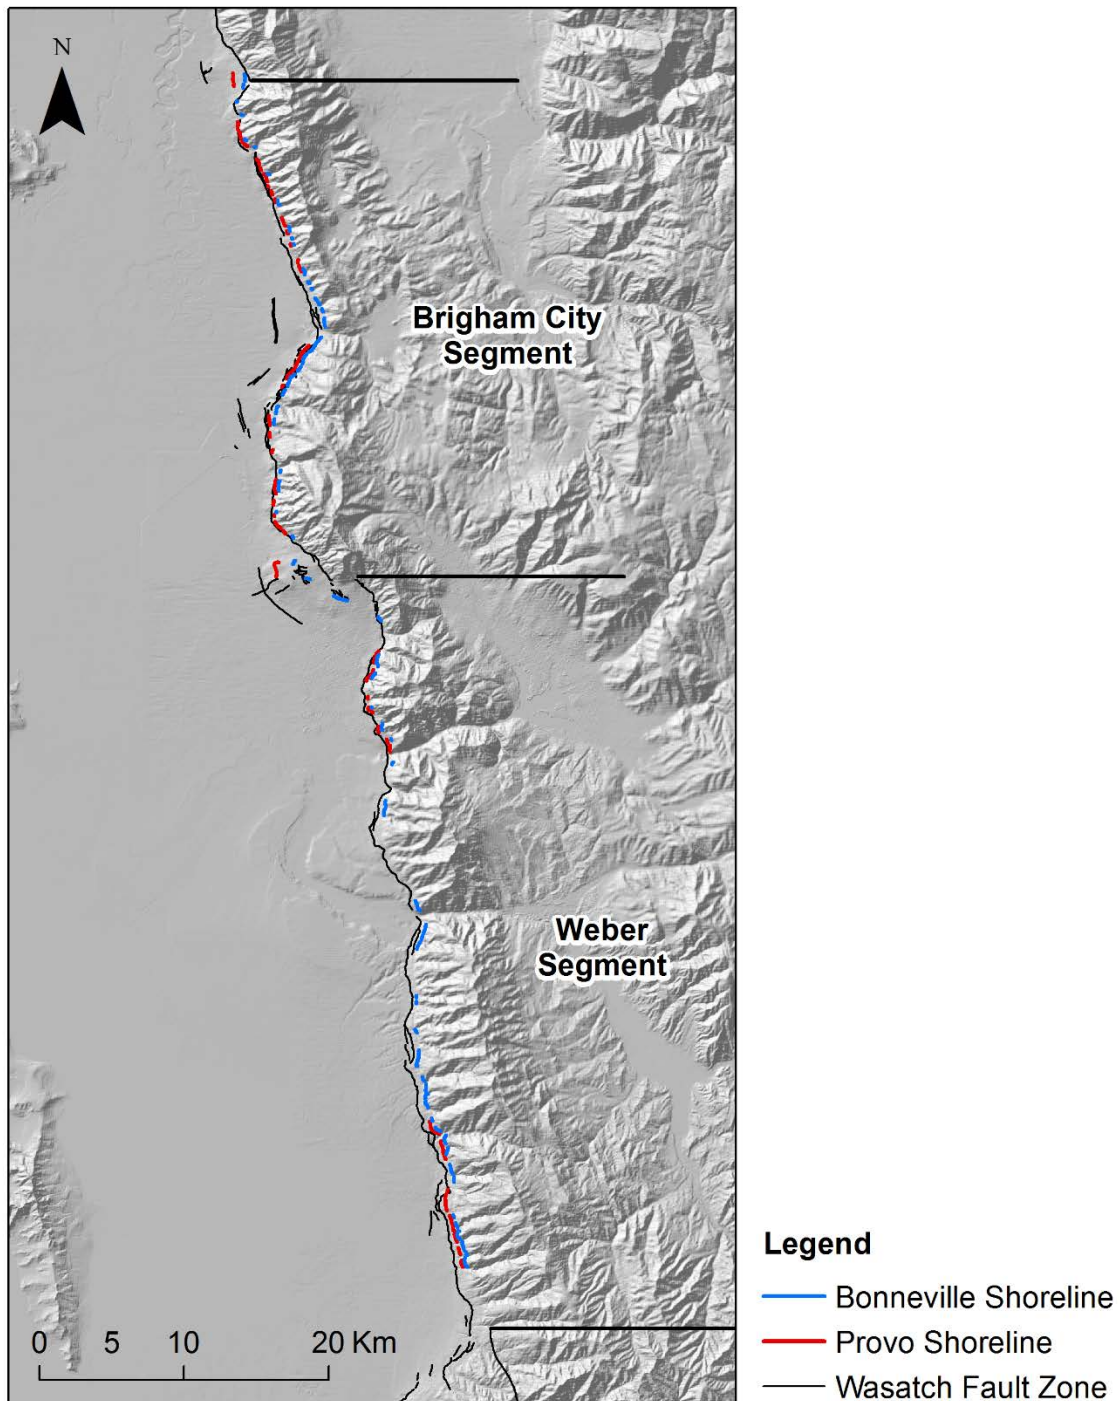 N
Brigham City
Segment
Weber
Segment
0 5 10 20 Km
Legend
Bonneville Shoreline
Provo Shoreline
Wasatch Fault Zone